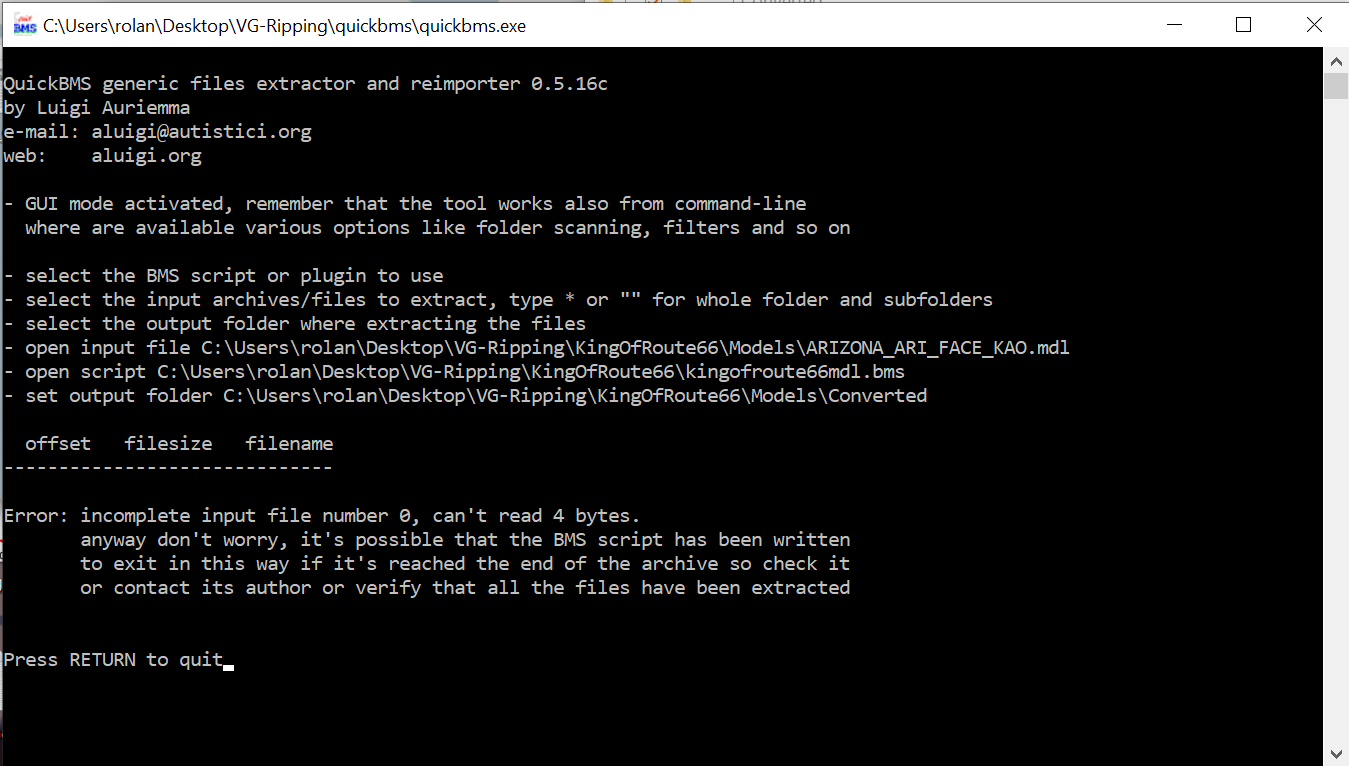 C:\Users\rolan\Desktop\VG-Ripping\quickbms\quickbms.exe
QuickBMS generic files extractor and reimporter 0.5.16c
by Luigi Auriemma
e-mail: aluigi@autistici.org
web:    aluigi.org
- GUI mode activated, remember that the tool works also from command-line
  where are available various options like folder scanning, filters and so on
- select the BMS script or plugin to use
- select the input archives/files to extract, type * or "" for whole folder and subfolders
- select the output folder where extracting the files
- open input file C:\Users\rolan\Desktop\VG-Ripping\KingOfRoute66\Models\ARIZONA_ARI_FACE_KAO.mdl
- open script C:\Users\rolan\Desktop\VG-Ripping\KingOfRoute66\kingofroute66mdl.bms
- set output folder C:\Users\rolan\Desktop\VG-Ripping\KingOfRoute66\Models\Converted
  offset   filesize   filename
------------------------------
Error: incomplete input file number 0, can't read 4 bytes.
       anyway don't worry, it's possible that the BMS script has been written
       to exit in this way if it's reached the end of the archive so check it
       or contact its author or verify that all the files have been extracted
Press RETURN to quit